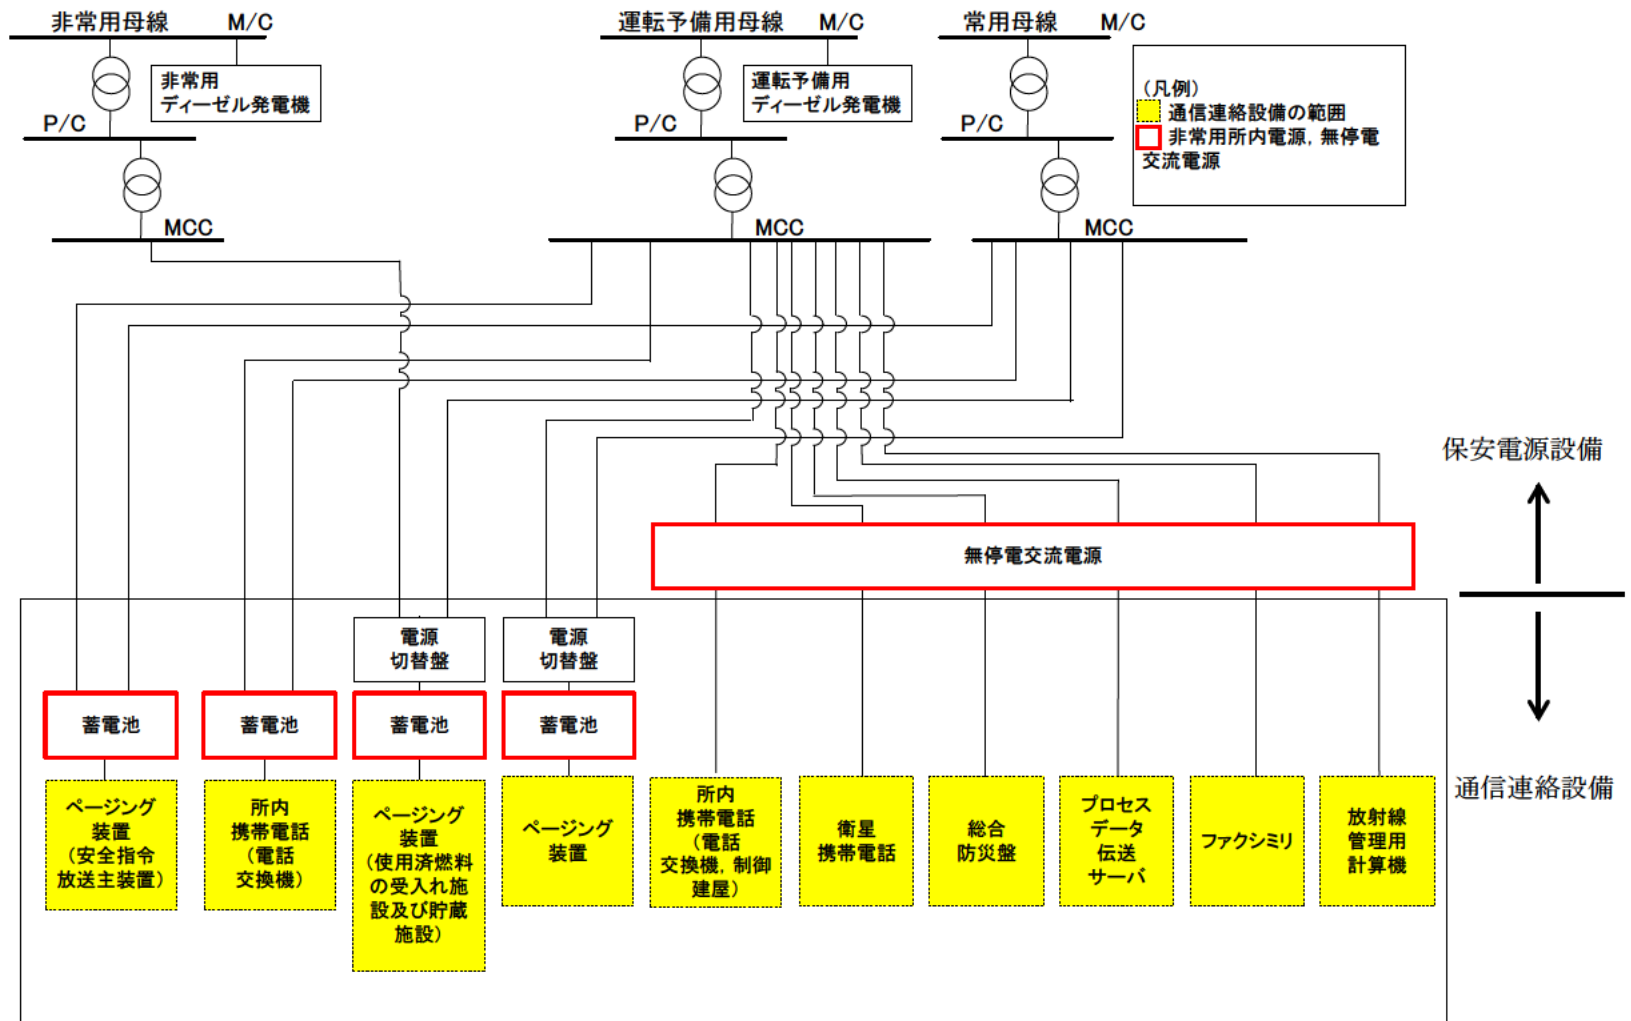 非常用母線 M/C
運転予備用母線 M/C
常用母線 M/C
非常用
ディーゼル発電機
運転予備用
ディーゼル発電機
(凡例)
通信連絡設備の範囲
非常用所内電源, 無停電
交流電源
P/C
P/C
P/C
MCC
MCC
MCC
保安電源設備
無停電交流電源
電源
切替盤
電源
切替盤
蓄電池
蓄電池
蓄電池
蓄電池
通信連絡設備
ページング
装置
(安全指令
放送主装置)
所内
携帯電話
(電話
交換機)
ページング
装置
(使用済燃料
の受入れ施
設及び貯蔵
施設)
ページング
装置
所内
携帯電話
(電話
交換機, 制御
建屋)
衛星
携帯電話
総合
防災盤
プロセス
データ
伝送
サーバ
ファクシミリ
放射線
管理用
計算機